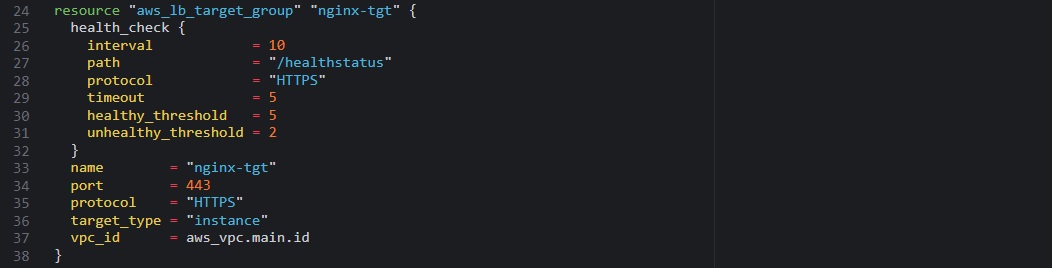 24 resource "aws_lb_target_group" "nginx-tgt" {
25   health_check {
26     interval            = 10
27     path                = "/healthstatus"
28     protocol            = "HTTPS"
29     timeout             = 5
30     healthy_threshold   = 5
31     unhealthy_threshold = 2
32   }
33   name        = "nginx-tgt"
34   port        = 443
35   protocol    = "HTTPS"
36   target_type = "instance"
37   vpc_id      = aws_vpc.main.id
38 }